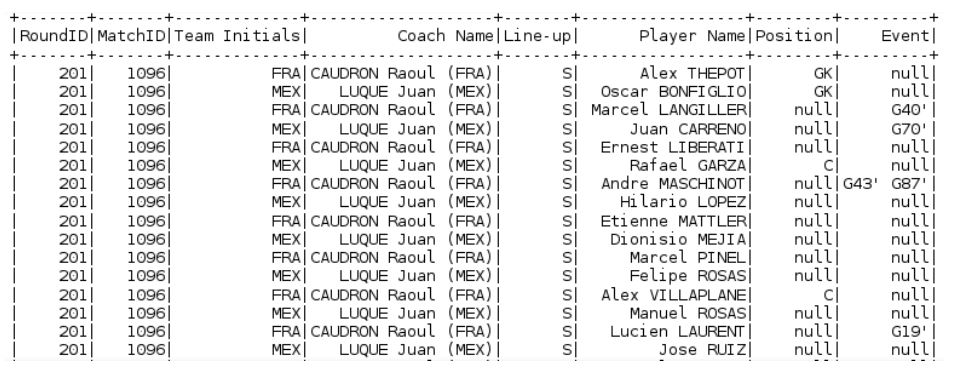 +-------+-------+-------------+-------------------+-------+----------------+--------+---------+
|RoundID|MatchID|Team Initials|         Coach Name|Line-up|     Player Name|Position|    Event|
+-------+-------+-------------+-------------------+-------+----------------+--------+---------+
|    201|   1096|          FRA|CAUDRON Raoul (FRA)|      S|     Alex THEPOT|      GK|     null|
|    201|   1096|          MEX|   LUQUE Juan (MEX)|      S| Oscar BONFIGLIO|      GK|     null|
|    201|   1096|          FRA|CAUDRON Raoul (FRA)|      S|Marcel LANGILLER|    null|     G40'|
|    201|   1096|          MEX|   LUQUE Juan (MEX)|      S|    Juan CARRENO|    null|     G70'|
|    201|   1096|          FRA|CAUDRON Raoul (FRA)|      S| Ernest LIBERATI|    null|     null|
|    201|   1096|          MEX|   LUQUE Juan (MEX)|      S|    Rafael GARZA|       C|     null|
|    201|   1096|          FRA|CAUDRON Raoul (FRA)|      S| Andre MASCHINOT|    null|G43' G87'|
|    201|   1096|          MEX|   LUQUE Juan (MEX)|      S|   Hilario LOPEZ|    null|     null|
|    201|   1096|          FRA|CAUDRON Raoul (FRA)|      S| Etienne MATTLER|    null|     null|
|    201|   1096|          MEX|   LUQUE Juan (MEX)|      S|  Dionisio MEJIA|    null|     null|
|    201|   1096|          FRA|CAUDRON Raoul (FRA)|      S|    Marcel PINEL|    null|     null|
|    201|   1096|          MEX|   LUQUE Juan (MEX)|      S|    Felipe ROSAS|    null|     null|
|    201|   1096|          FRA|CAUDRON Raoul (FRA)|      S| Alex VILLAPLANE|       C|     null|
|    201|   1096|          MEX|   LUQUE Juan (MEX)|      S|    Manuel ROSAS|    null|     null|
|    201|   1096|          FRA|CAUDRON Raoul (FRA)|      S|  Lucien LAURENT|    null|     G19'|
|    201|   1096|          MEX|   LUQUE Juan (MEX)|      S|       Jose RUIZ|    null|     null|